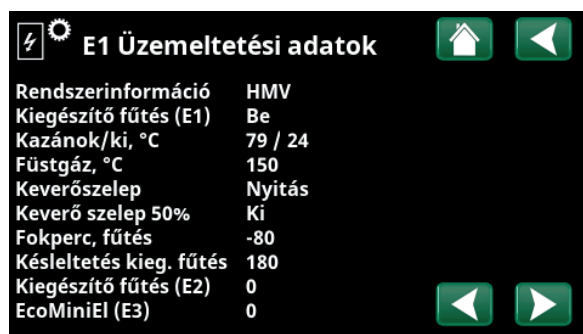 E1 Üzemeltetési adatok
Rendszerinformáció HMV
Kiegészítő fűtés (E1) Be
Kazánok/ki, °C 79 / 24
Füstgáz, °C 150
Keverőszelep Nyitás
Keverő szelep 50% Ki
Fokperc, fűtés -80
Késleltetés kieg. fűtés 180
Kiegészítő fűtés (E2) 0
EcoMiniEl (E3) 0